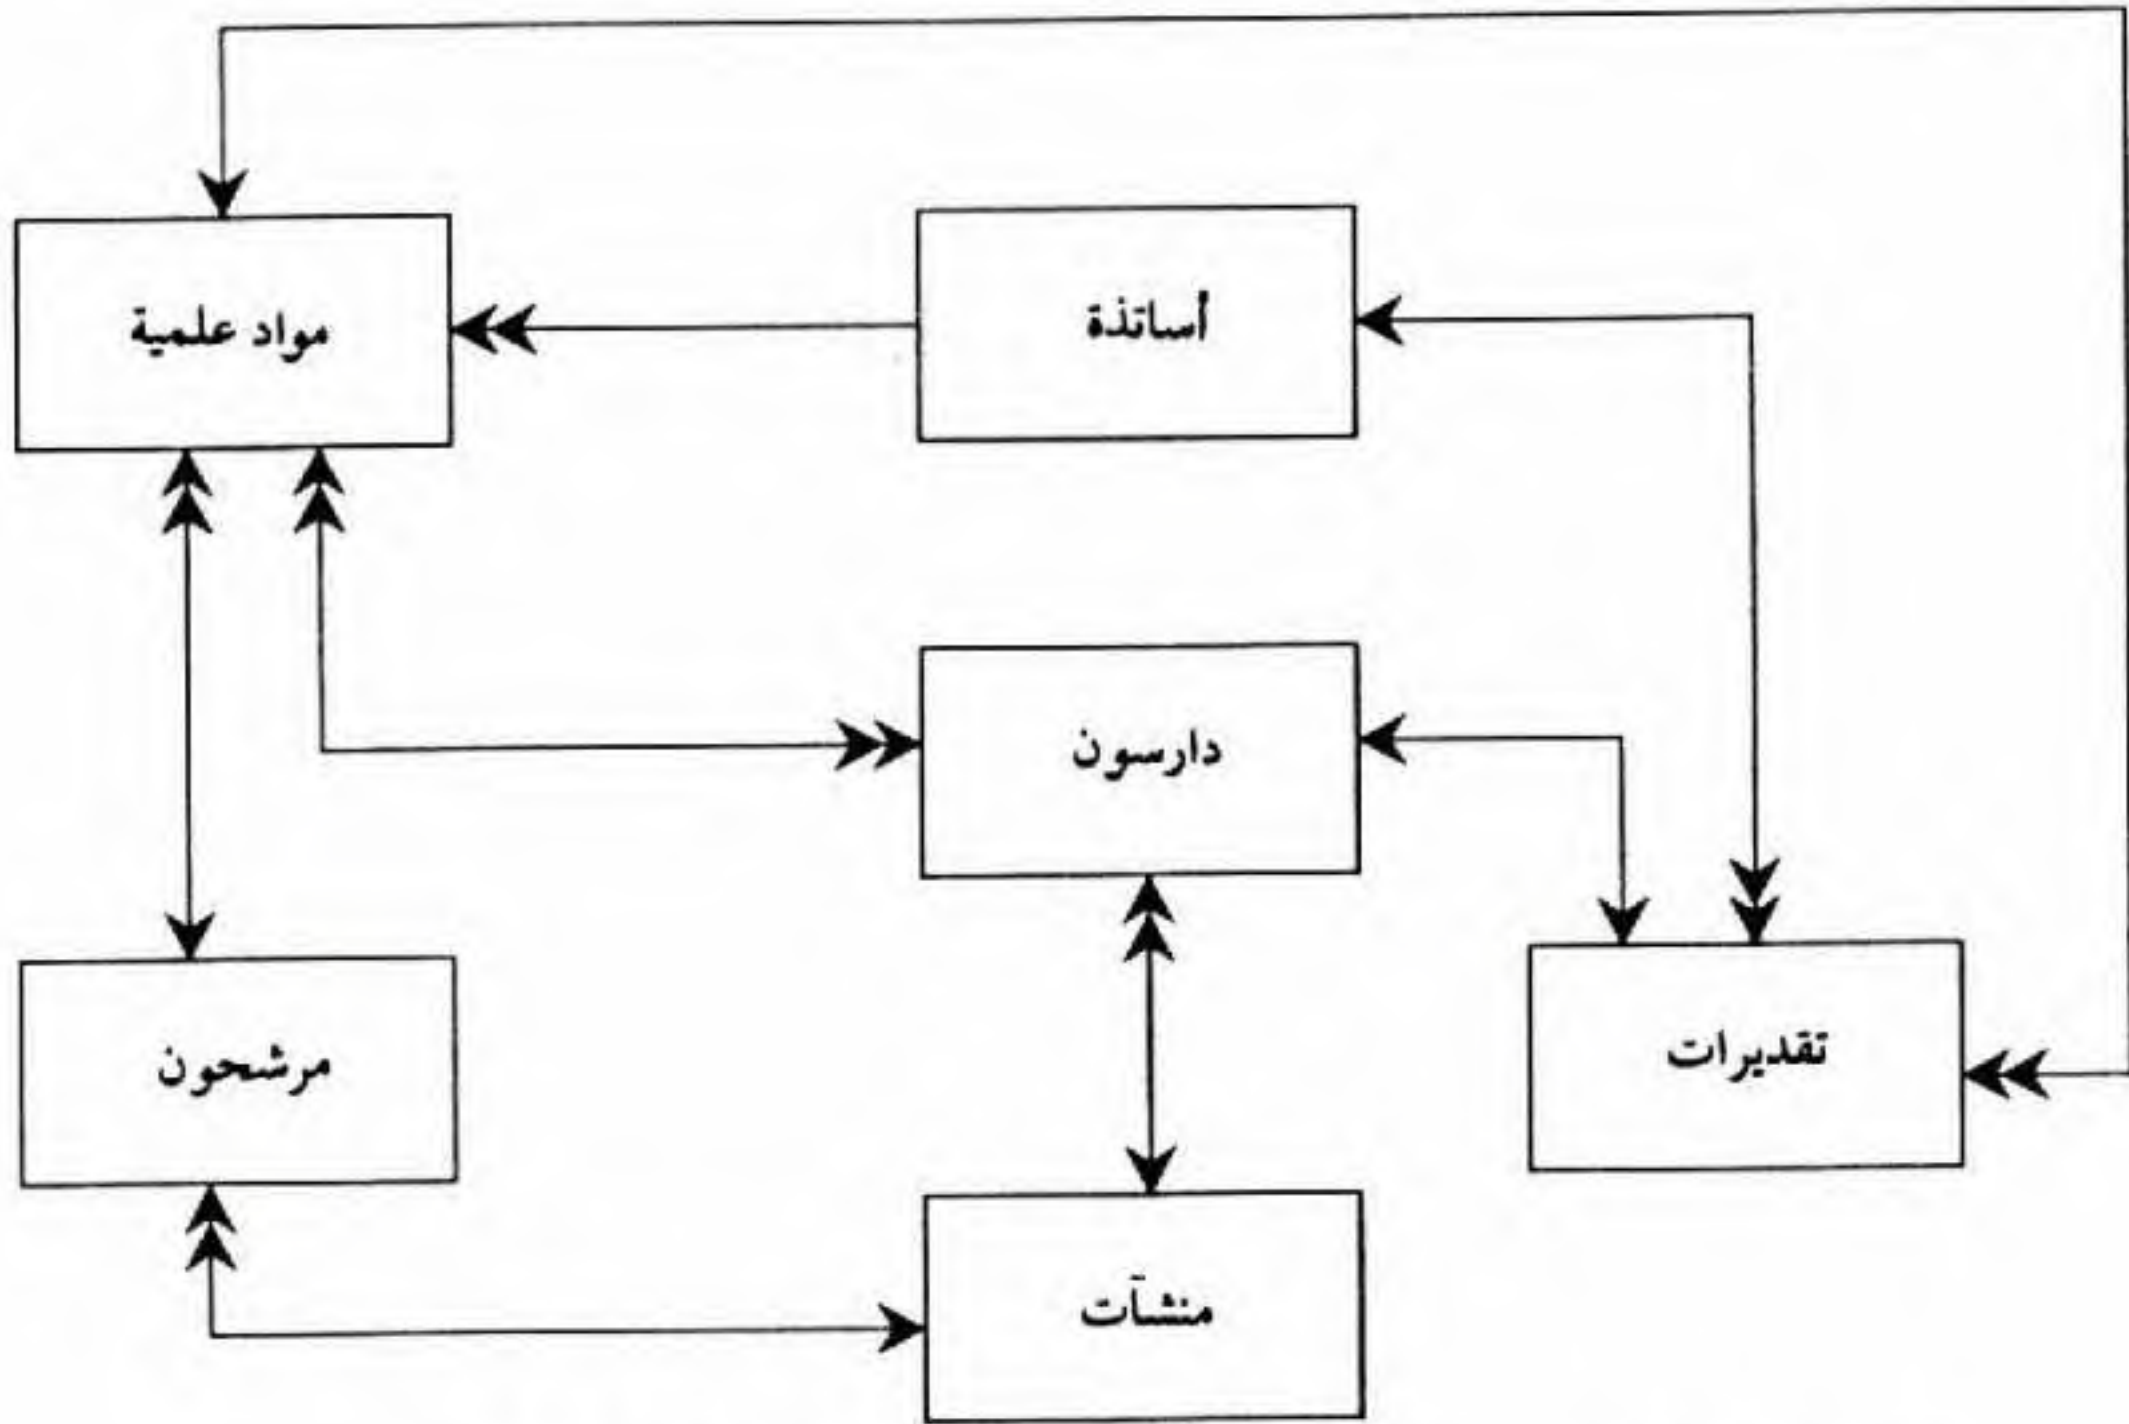 أساتذة
مواد علمية
دارسون
تقديرات
مرشحون
منشآت